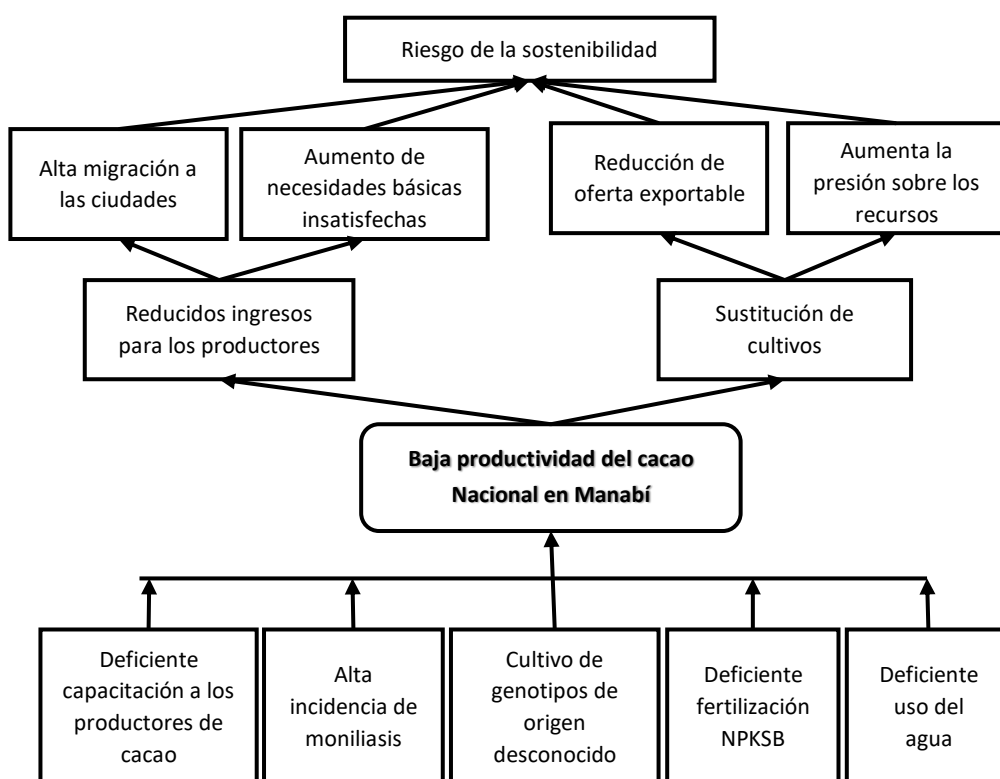 Riesgo de la sostenibilidad
Alta migración a
las ciudades
Aumento de
necesidades básicas
insatisfechas
Reducción de
oferta exportable
Aumenta la
presión sobre los
recursos
Reducidos ingresos
para los productores
Sustitución de
cultivos
Baja productividad del cacao
Nacional en Manabí
Deficiente
capacitación a los
productores de
cacao
Alta
incidencia de
moniliasis
Cultivo de
genotipos de
origen
desconocido
Deficiente
fertilización
NPKSB
Deficiente
uso del
agua